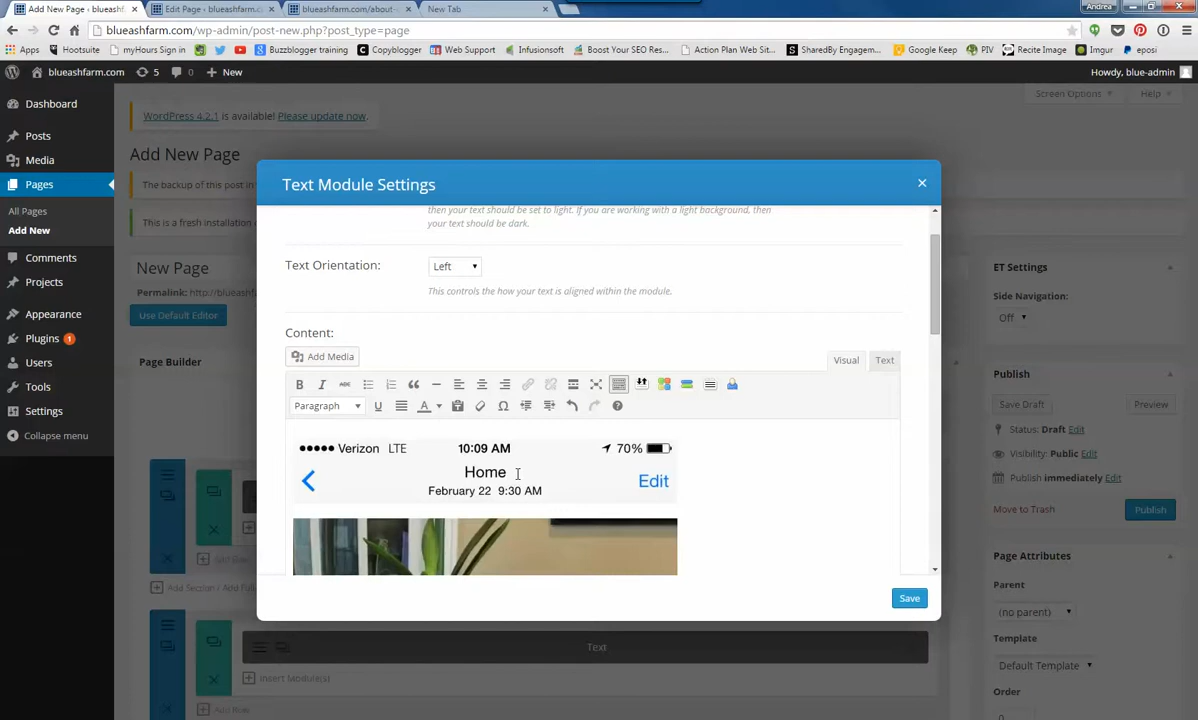 Add New Page ‹ blueashf
Edit Page ‹ blueashfarm.c
blueashfarm.com/about-
New Tab
Andrea
blueashfarm.com/wp-admin/post-new.php?post_type=page
Apps
Hootsuite
myHours Sign in
Buzzblogger training
Copyblogger
Web Support
Infusionsoft
Boost Your SEO Res...
Action Plan Web Sit...
SharedBy Engagem...
Google Keep
PIV
Recite Image
Imgur
eposi
blueashfarm.com
5
0
New
Howdy, blue-admin
Dashboard
Posts
Media
Pages
All Pages
Add New
Comments
Projects
Appearance
Plugins 1
Users
Tools
Settings
Collapse menu
Screen Options
Help
WordPress 4.2.1 is available! Please update now.
Add New Page
The backup of this post in
This is a fresh installation
New Page
Permalink: http://blueashf
Use Default Editor
Page Builder
Add Section
Text
Insert Module(s)
Add Row
Text Module Settings
×
then your text should be set to light. If you are working with a light background, then
your text should be dark.
Text Orientation:
Left
This controls the how your text is aligned within the module.
Content:
Add Media
Visual
Text
B
I
ABC
Paragraph
U
A
Ω
Verizon LTE
10:09 AM
70%
Home
February 22 9:30 AM
Edit
Save
ET Settings
Side Navigation:
Off
Publish
Save Draft
Preview
Status: Draft Edit
Visibility: Public Edit
Publish immediately Edit
Move to Trash
Publish
Page Attributes
Parent
(no parent)
Template
Default Template
Order
0